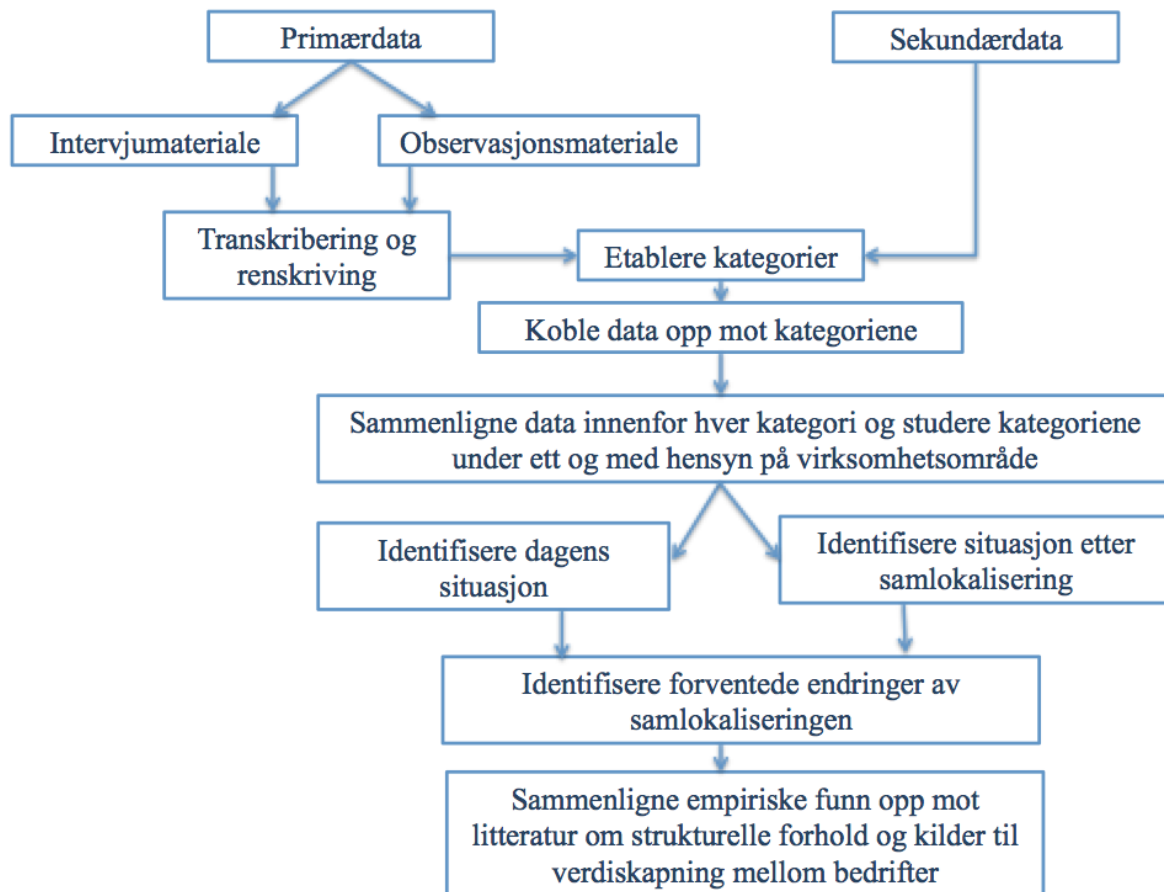 Primærdata
Sekundærdata
Intervjumateriale
Observasjonsmateriale
Transkribering og
renskriving
Etablere kategorier
Koble data opp mot kategoriene
Sammenligne data innenfor hver kategori og studere kategoriene
under ett og med hensyn på virksomhetsområde
Identifisere dagens
situasjon
Identifisere situasjon etter
samlokalisering
Identifisere forventede endringer av
samlokaliseringen
Sammenligne empiriske funn opp mot
litteratur om strukturelle forhold og kilder til
verdiskapning mellom bedrifter